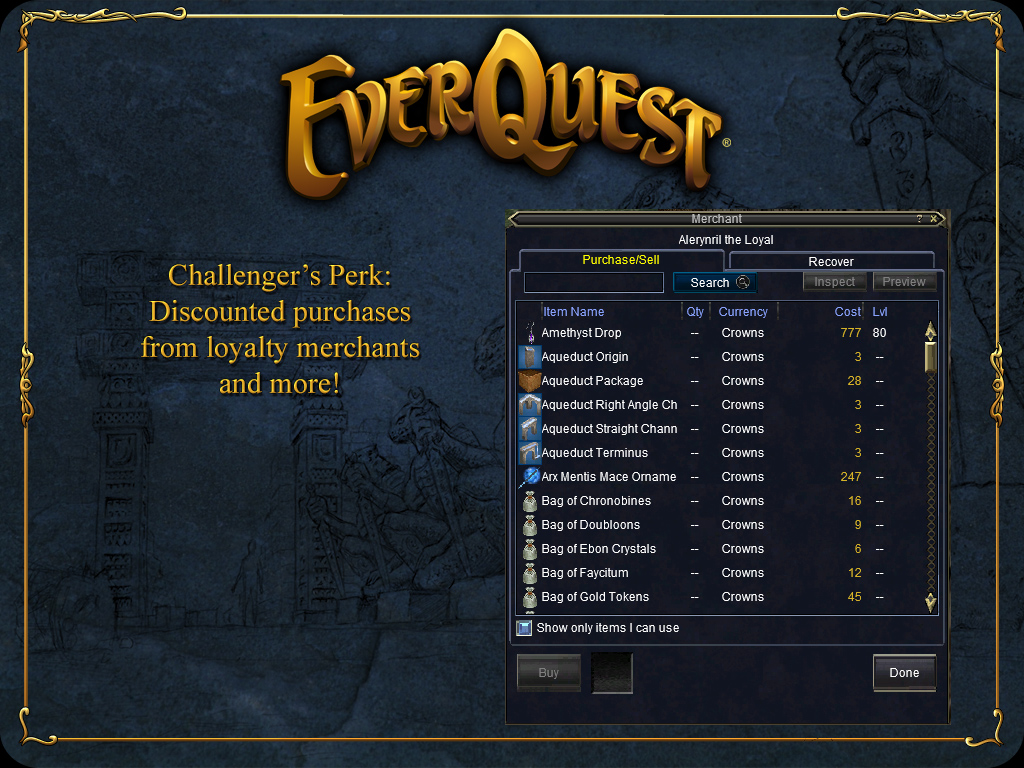 EVERQUEST®
Challenger's Perk:
Discounted purchases
from loyalty merchants
and more!
Merchant ? ×
Alerynril the Loyal
Purchase/Sell Recover
Search Inspect Preview
Item Name Qty Currency Cost Lvl
Amethyst Drop -- Crowns 777 80
Aqueduct Origin -- Crowns 3 --
Aqueduct Package -- Crowns 28 --
Aqueduct Right Angle Ch -- Crowns 3 --
Aqueduct Straight Chann -- Crowns 3 --
Aqueduct Terminus -- Crowns 3 --
Arx Mentis Mace Orname -- Crowns 247 --
Bag of Chronobines -- Crowns 16 --
Bag of Doubloons -- Crowns 9 --
Bag of Ebon Crystals -- Crowns 6 --
Bag of Faycitum -- Crowns 12 --
Bag of Gold Tokens -- Crowns 45 --
Show only items I can use
Buy Done